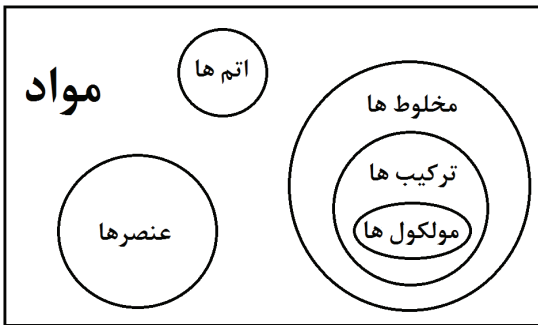 مواد
اتم ها
مخلوط ها
ترکیب ها
مولکول ها
عنصرها